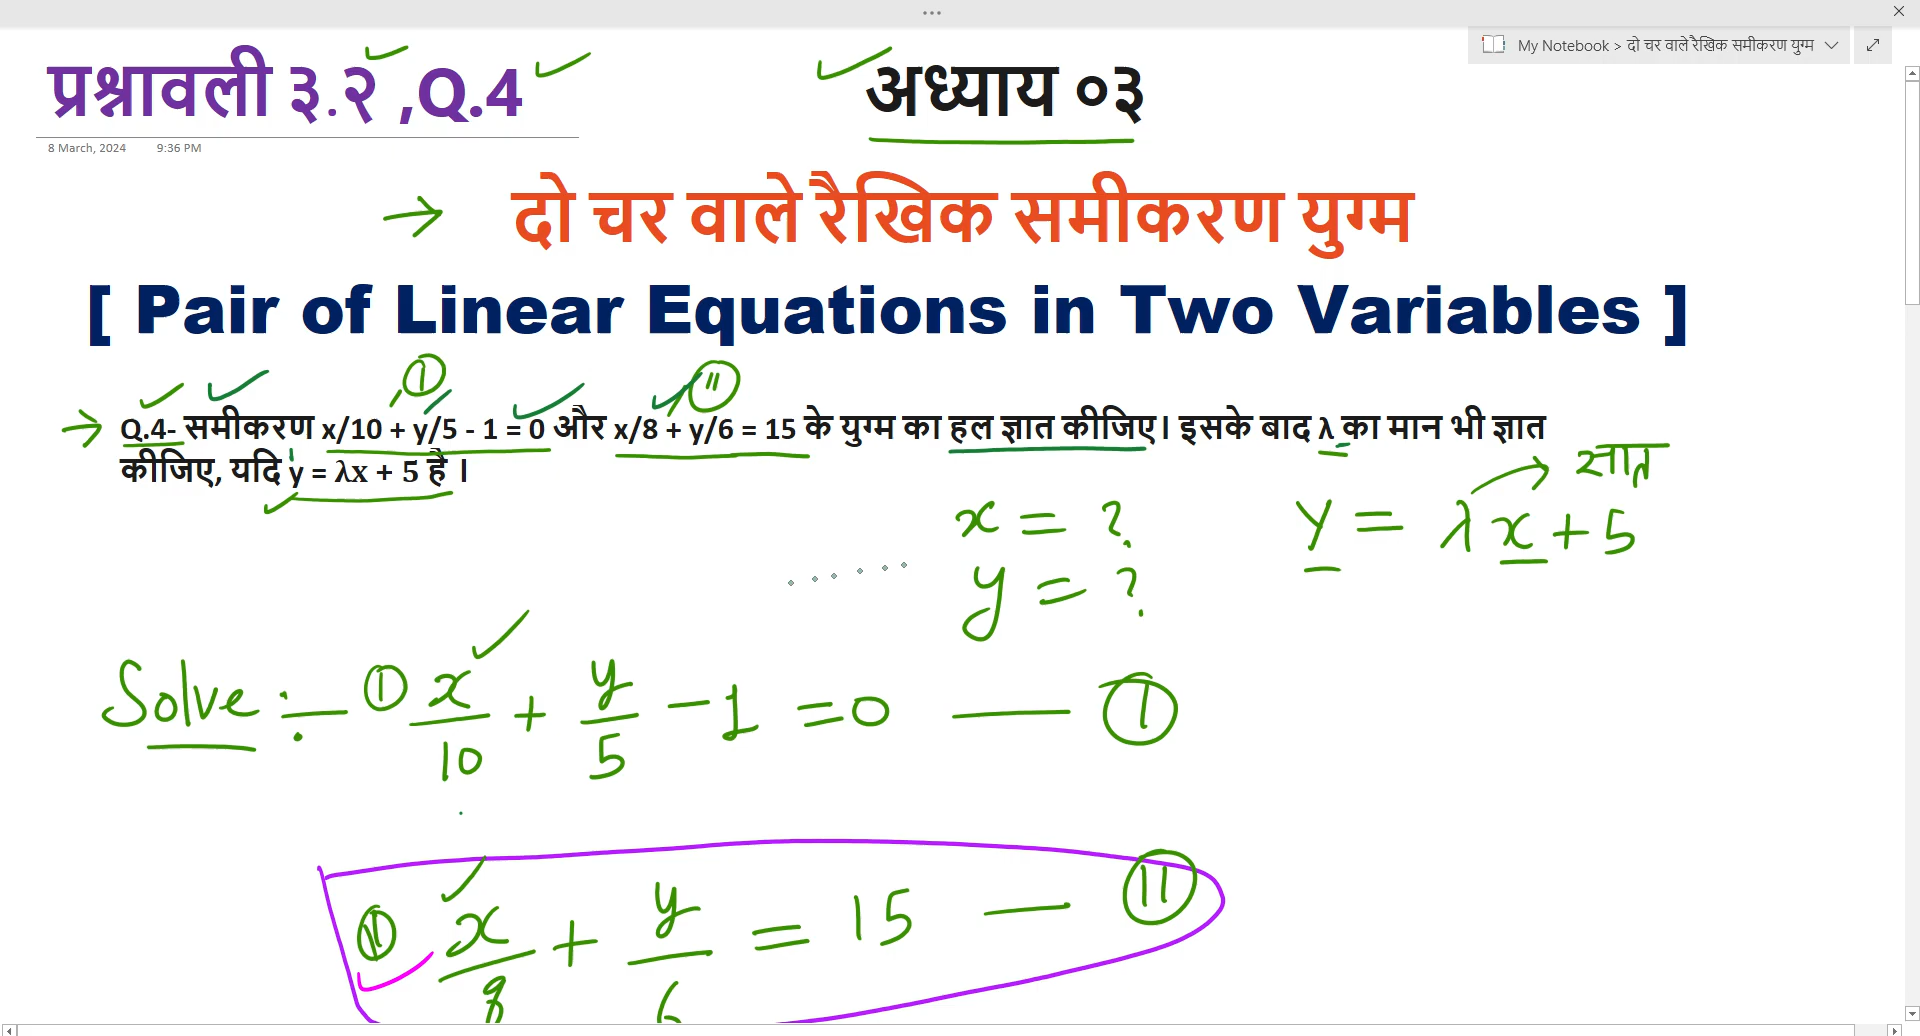 My Notebook > दो चर वाले रैखिक समीकरण युग्म
प्रश्नावली ३.२ ,Q.4
अध्याय ०३
8 March, 2024 9:36 PM
दो चर वाले रैखिक समीकरण युग्म
[ Pair of Linear Equations in Two Variables ]
① ⑪
Q.4- समीकरण x/10 + y/5 - 1 = 0 और x/8 + y/6 = 15 के युग्म का हल ज्ञात कीजिए। इसके बाद λ का मान भी ज्ञात
कीजिए, यदि y = λx + 5 है ।
ज्ञात
x = ? y = λx + 5
y = ?
Solve :- ① x/10 + y/5 - 1 = 0 — ①
⑪ x/8 + y/6 = 15 — ⑪